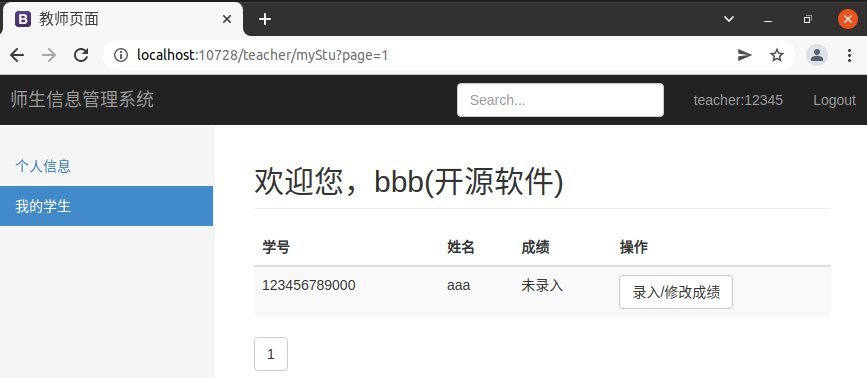 教师页面
localhost:10728/teacher/myStu?page=1
师生信息管理系统 Search... teacher:12345 Logout
个人信息
我的学生
欢迎您，bbb(开源软件)
学号 姓名 成绩 操作
123456789000 aaa 未录入 录入/修改成绩
1